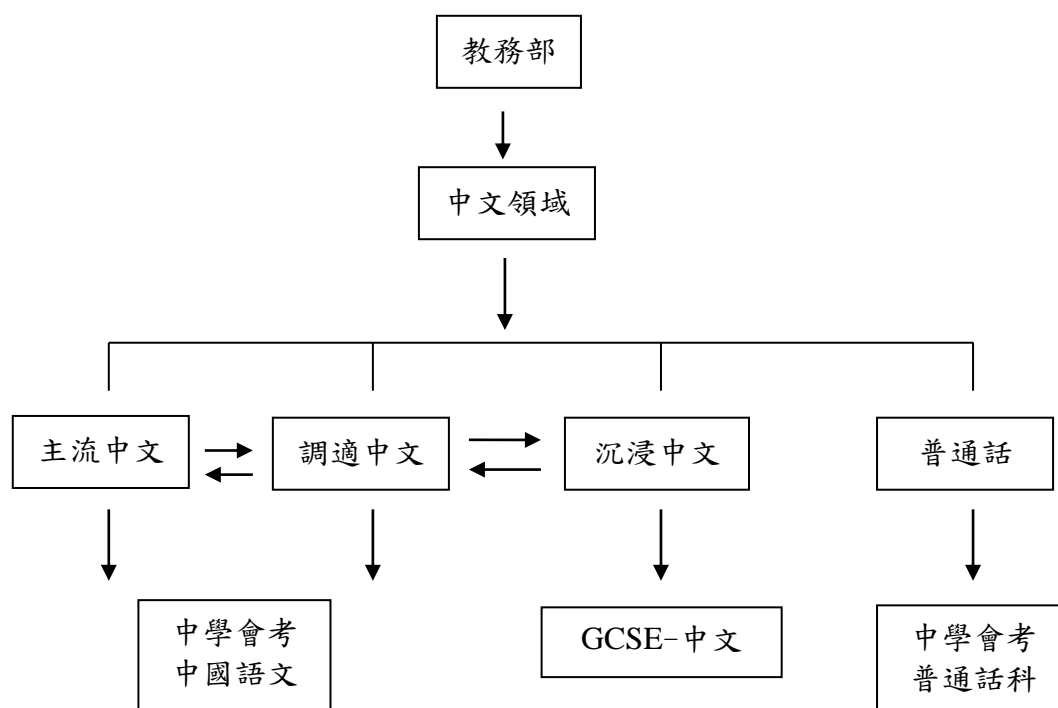 教務部
中文領域
主流中文
調適中文
沉浸中文
普通話
中學會考
中國語文
GCSE-中文
中學會考
普通話科